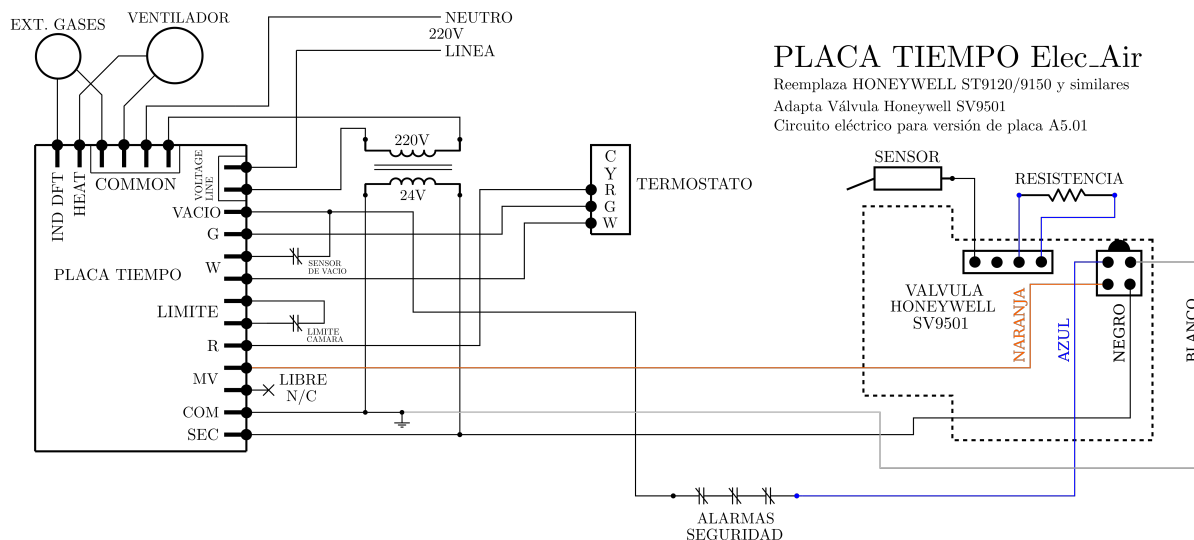 EXT. GASES
VENTILADOR
NEUTRO
220V
LINEA
PLACA TIEMPO Elec_Air
Reemplaza HONEYWELL ST9120/9150 y similares
Adapta Válvula Honeywell SV9501
Circuito eléctrico para versión de placa A5.01
IND DFT
HEAT
COMMON
VOLTAGE
LINE
220V
24V
C
Y
R
G
W
TERMOSTATO
SENSOR
RESISTENCIA
VACIO
G
W
SENSOR
DE VACIO
PLACA TIEMPO
LIMITE
LIMITE
CAMARA
R
MV
LIBRE
N/C
COM
SEC
VALVULA
HONEYWELL
SV9501
NARANJA
AZUL
NEGRO
BLANCO
ALARMAS
SEGURIDAD